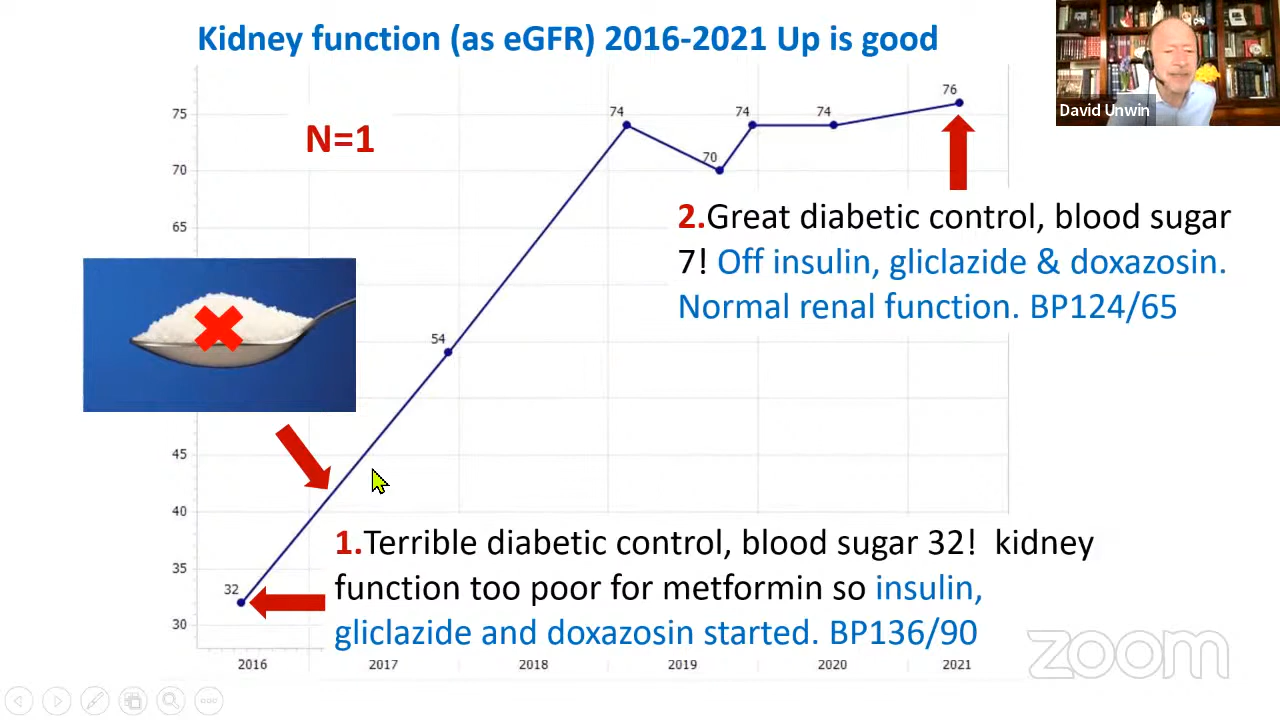 Kidney function (as eGFR) 2016-2021 Up is good
David Unwin
N=1
75
70
65
45
40
35
30
32
54
74
70
74
74
76
2.Great diabetic control, blood sugar
7! Off insulin, gliclazide & doxazosin.
Normal renal function. BP124/65
1.Terrible diabetic control, blood sugar 32! kidney
function too poor for metformin so insulin,
gliclazide and doxazosin started. BP136/90
2016 2017 2018 2019 2020 2021
zoom